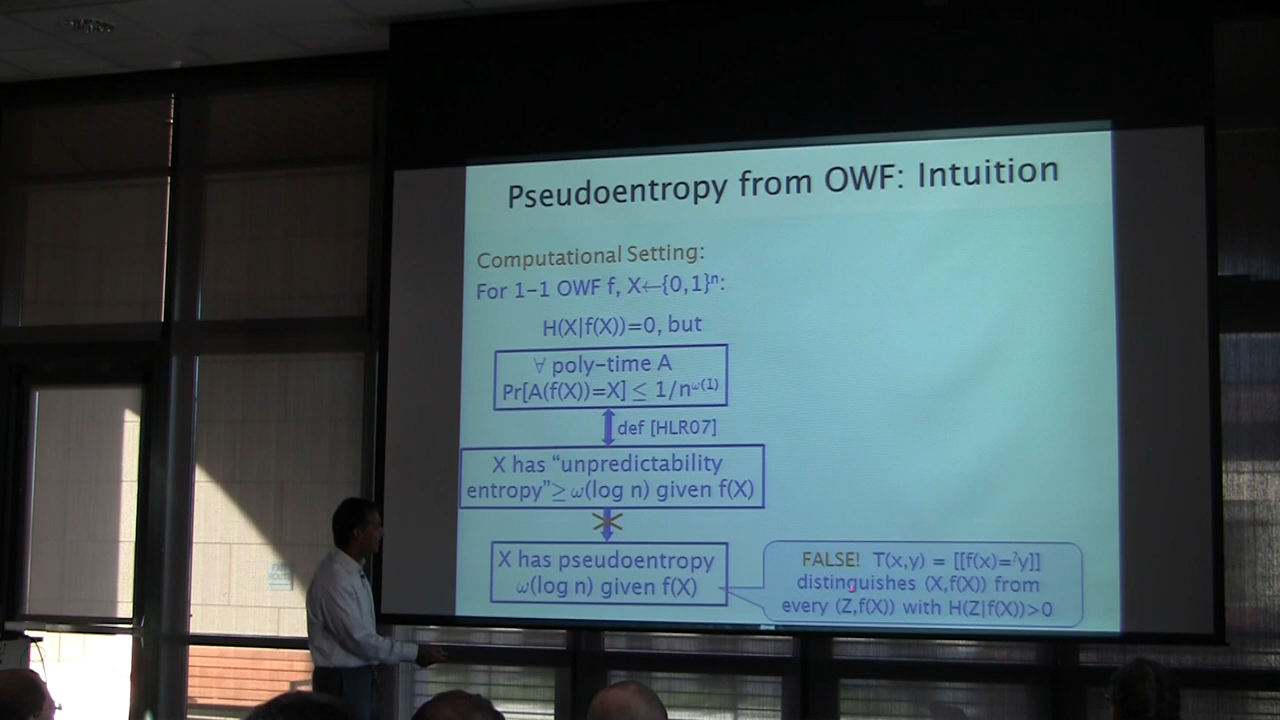 Pseudoentropy from OWF: Intuition
Computational Setting:
For 1-1 OWF f, X←{0,1}ⁿ:
H(X|f(X))=0, but
∀ poly-time A
Pr[A(f(X))=X] ≤ 1/n^ω(1)
def [HLR07]
X has “unpredictability
entropy”≥ ω(log n) given f(X)
X has pseudoentropy
ω(log n) given f(X)
FALSE! T(x,y) = [[f(x)=?y]]
distinguishes (X,f(X)) from
every (Z,f(X)) with H(Z|f(X))>0